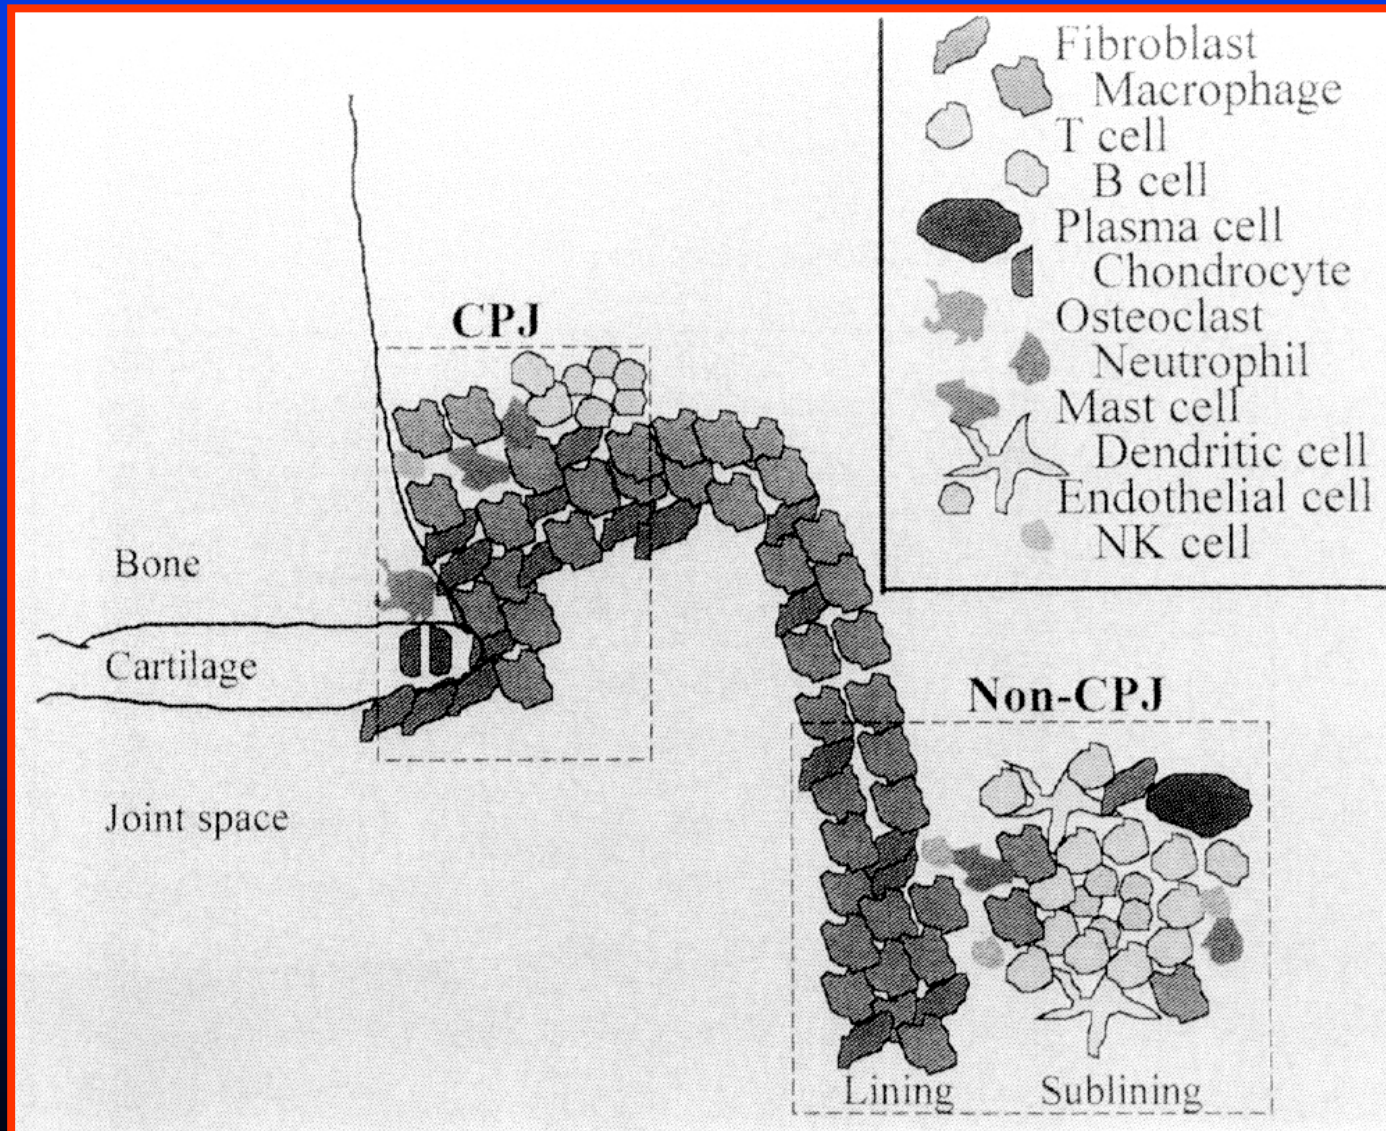 Fibroblast
Macrophage
T cell
B cell
Plasma cell
Chondrocyte
Osteoclast
Neutrophil
Mast cell
Dendritic cell
Endothelial cell
NK cell
CPJ
Bone
Cartilage
Non-CPJ
Joint space
Lining
Sublining